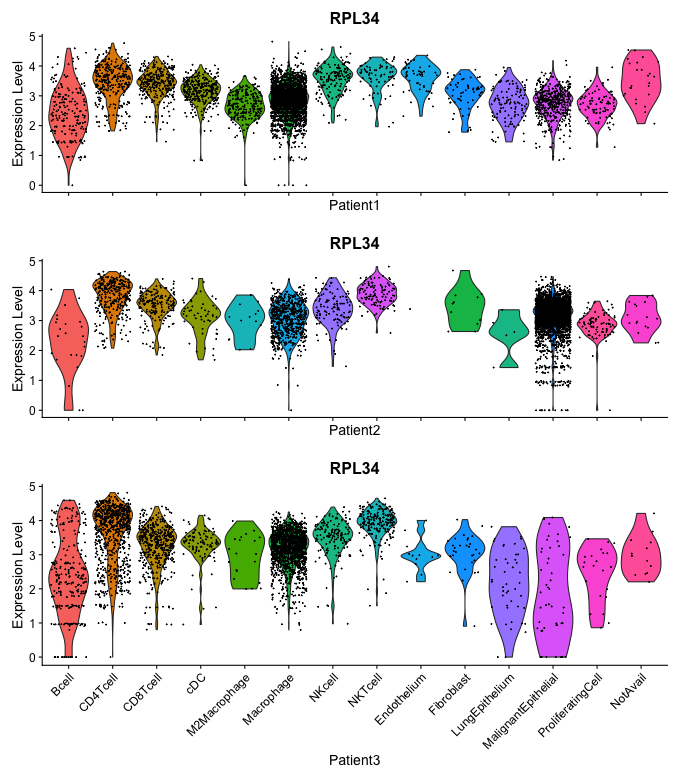 RPL34
Expression Level
5
4
3
2
1
0
Patient1
RPL34
Expression Level
5
4
3
2
1
0
Patient2
RPL34
Expression Level
5
4
3
2
1
0
Bcell
CD4Tcell
CD8Tcell
cDC
M2Macrophage
Macrophage
NKcell
NKTcell
Endothelium
Fibroblast
LungEpithelium
MalignantEpithelial
ProliferatingCell
NotAvail
Patient3